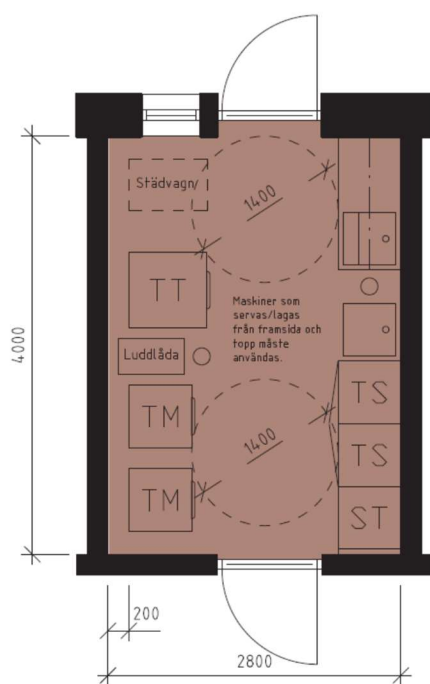 Städvagn
1400
TT
Maskiner som
servas/lagas
från framsida och
topp måste
användas.
4000
Luddlåda
TS
TM
1400
TS
TM
ST
200
2800